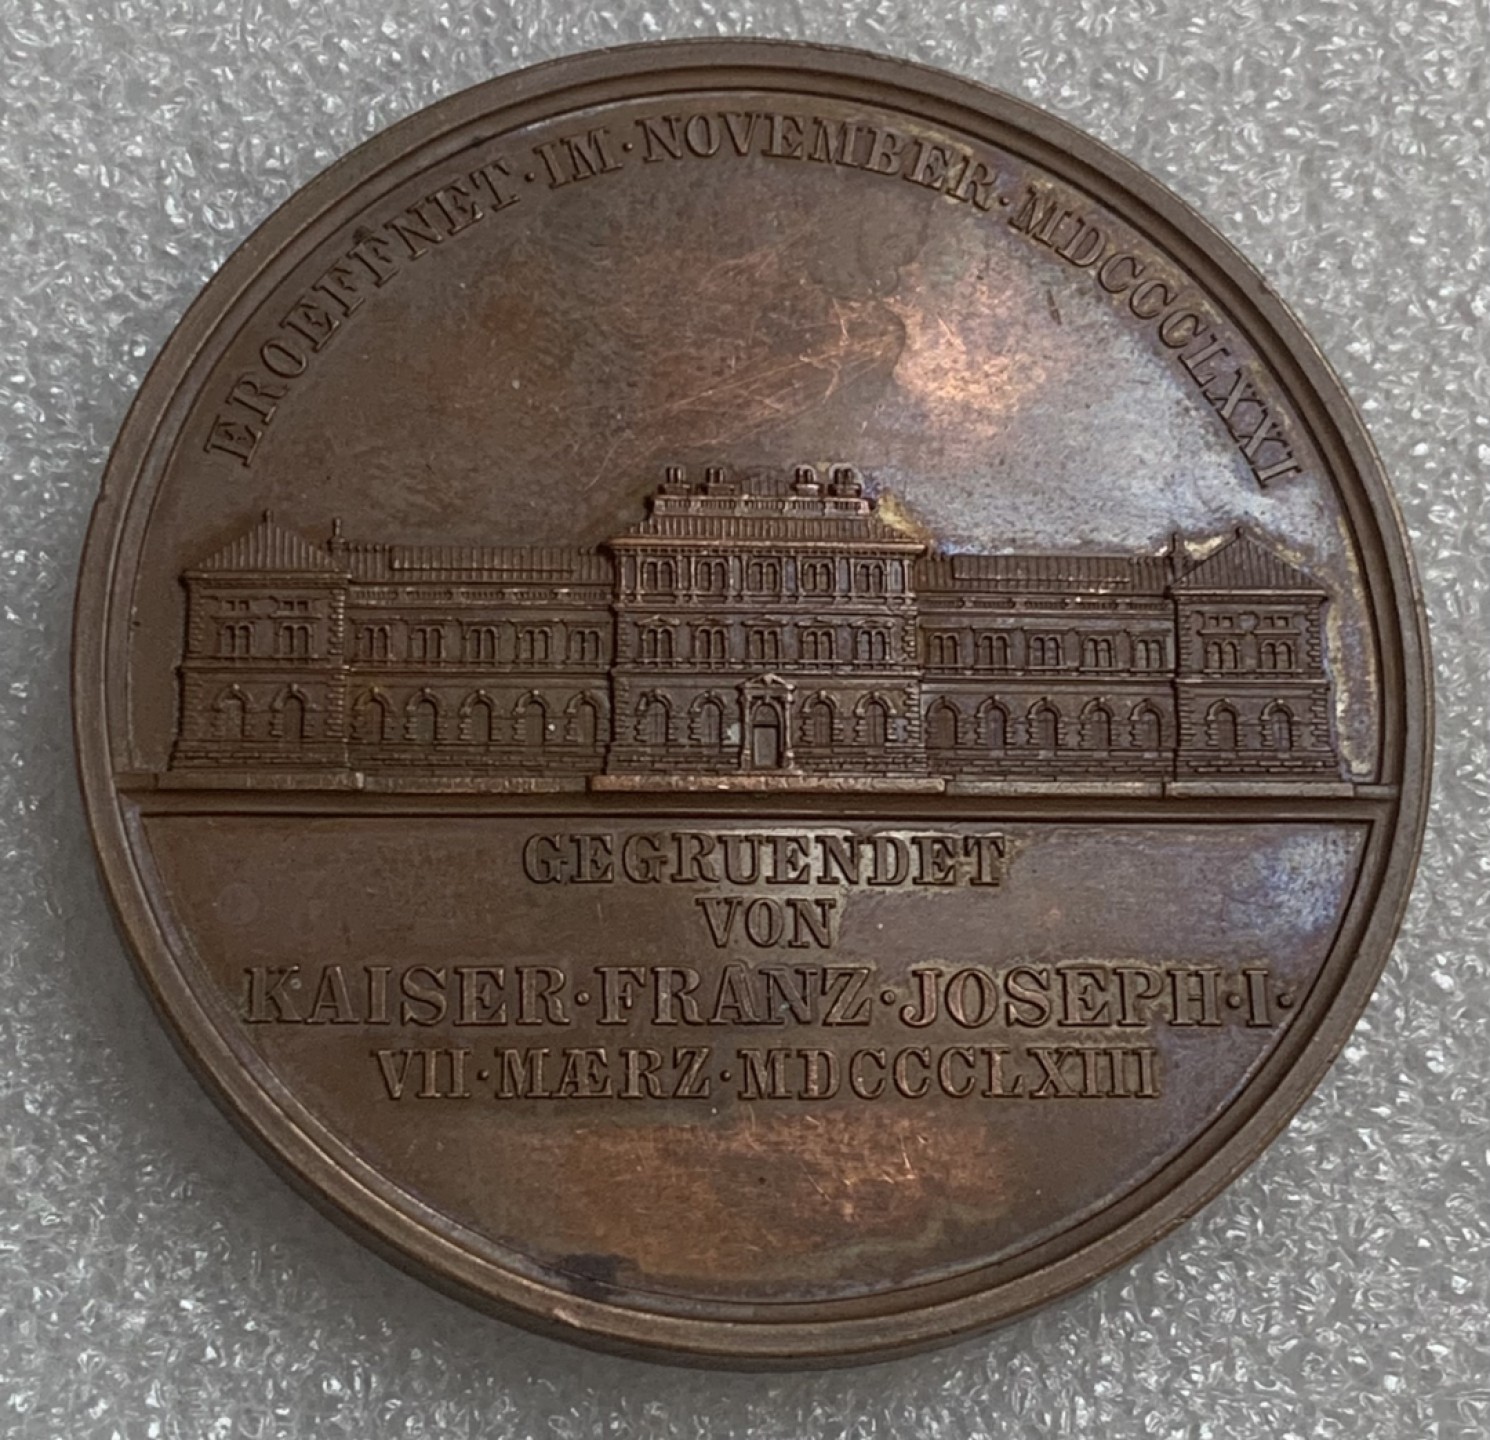 EROEFFNET·IM·NOVEMBER·MDCCCLXXI
GEGRUENDET
VON
KAISER·FRANZ·JOSEPH·I·
VII·MÆRZ·MDCCCLXIII